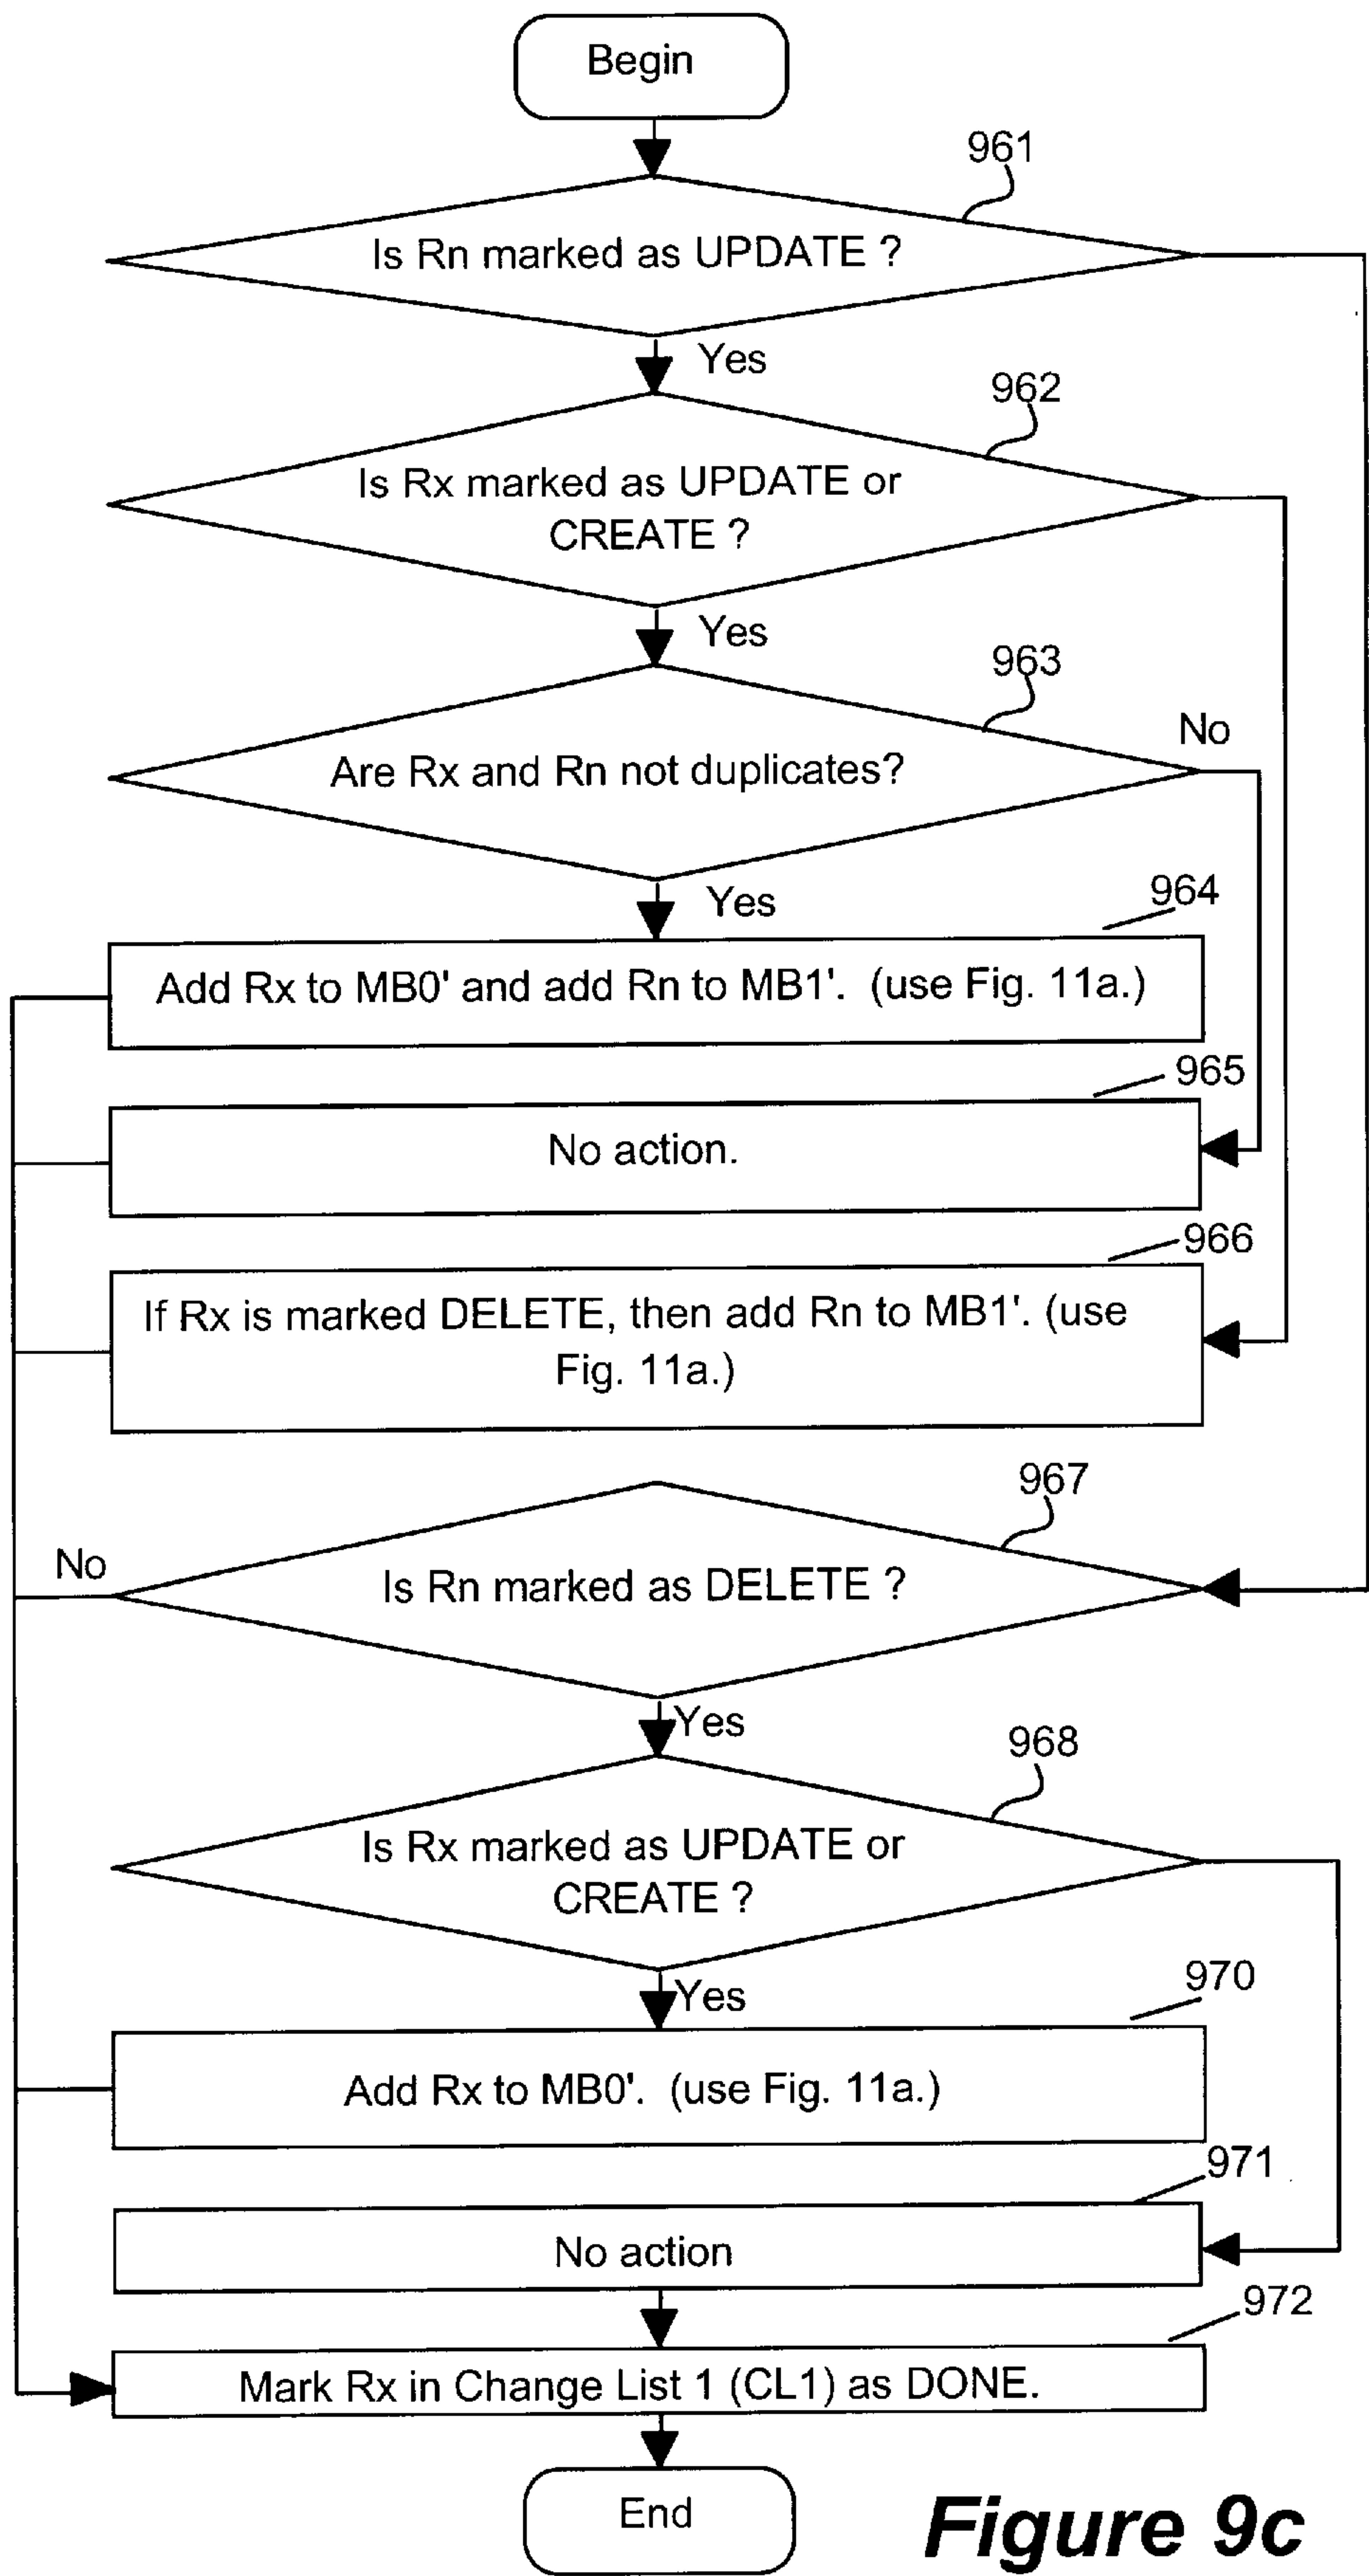 Begin
961
Is Rn marked as UPDATE ?
Yes
962
Is Rx marked as UPDATE or
CREATE ?
Yes
963
No
Are Rx and Rn not duplicates?
Yes
964
Add Rx to MB0' and add Rn to MB1'. (use Fig. 11a.)
965
No action.
966
If Rx is marked DELETE, then add Rn to MB1'. (use
Fig. 11a.)
967
No
Is Rn marked as DELETE ?
Yes
968
Is Rx marked as UPDATE or
CREATE ?
Yes
970
Add Rx to MB0'. (use Fig. 11a.)
971
No action
972
Mark Rx in Change List 1 (CL1) as DONE.
End
Figure 9c